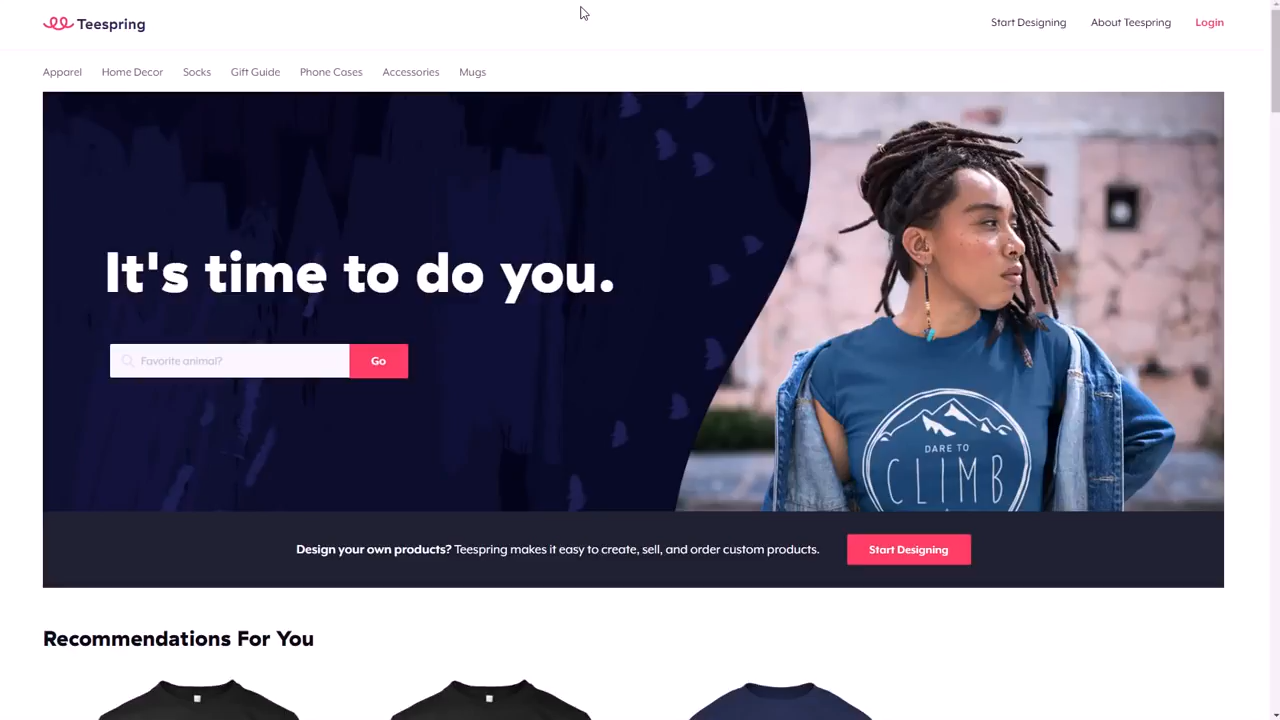 Teespring
Start Designing
About Teespring
Login
Apparel
Home Decor
Socks
Gift Guide
Phone Cases
Accessories
Mugs
It's time to do you.
Favorite animal?
Go
DARE TO
CLIMB
Design your own products? Teespring makes it easy to create, sell, and order custom products.
Start Designing
Recommendations For You